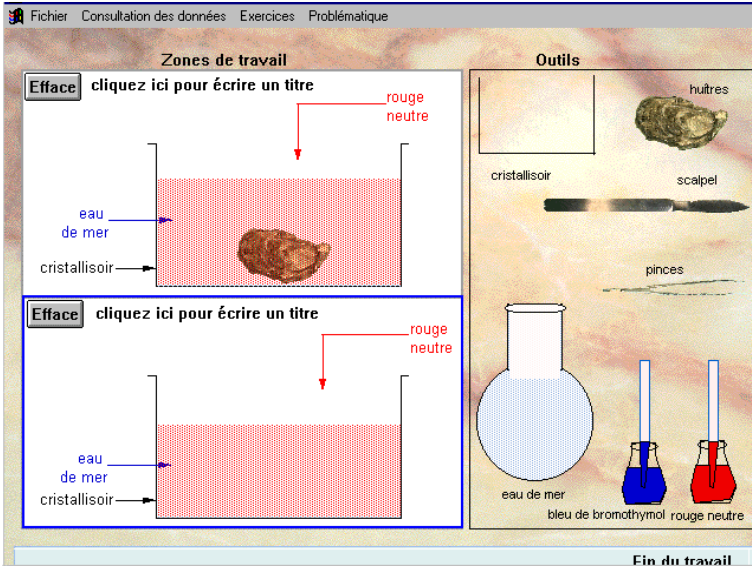 Fichier Consultation des données Exercices Problématique
Zones de travail
Outils
Efface cliquez ici pour écrire un titre
rouge
neutre
eau
de mer
cristallisoir
Efface cliquez ici pour écrire un titre
rouge
neutre
eau
de mer
cristallisoir
huîtres
cristallisoir
scalpel
pinces
eau de mer
bleu de bromothymol rouge neutre
Fin du travail